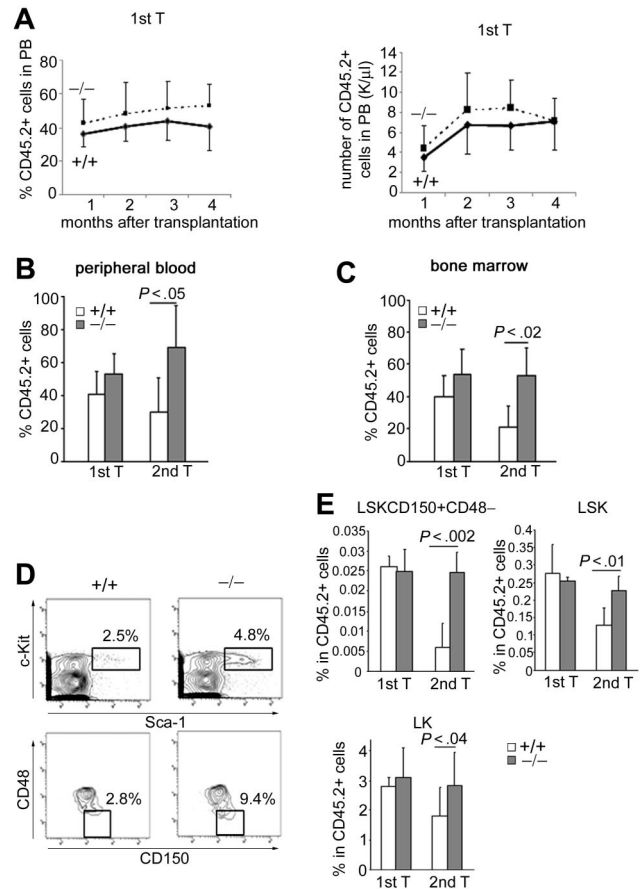 A
1st T
% CD45.2+ cells in PB
80
60
40
20
0
–/–
+/+
1 2 3 4
months after transplantation
1st T
number of CD45.2+
cells in PB (K/µl)
14
12
10
8
6
4
2
0
–/–
+/+
1 2 3 4
months after transplantation
B
peripheral blood
% CD45.2+ cells
100
80
60
40
20
0
+/+
–/–
P < .05
1st T 2nd T
C
bone marrow
% CD45.2+ cells
100
80
60
40
20
0
+/+
–/–
P < .02
1st T 2nd T
D
+/+ –/–
c-Kit
2.5%
4.8%
Sca-1
CD48
2.8%
9.4%
CD150
E
LSKCD150+CD48–
% in CD45.2+ cells
0.035
0.03
0.025
0.02
0.015
0.01
0.005
P < .002
1st T 2nd T
LSK
% in CD45.2+ cells
0.4
0.35
0.3
0.25
0.2
0.15
0.1
0
P < .01
1st T 2nd T
LK
% in CD45.2+ cells
4
3
2
1
0
P < .04
1st T 2nd T
+/+
–/–